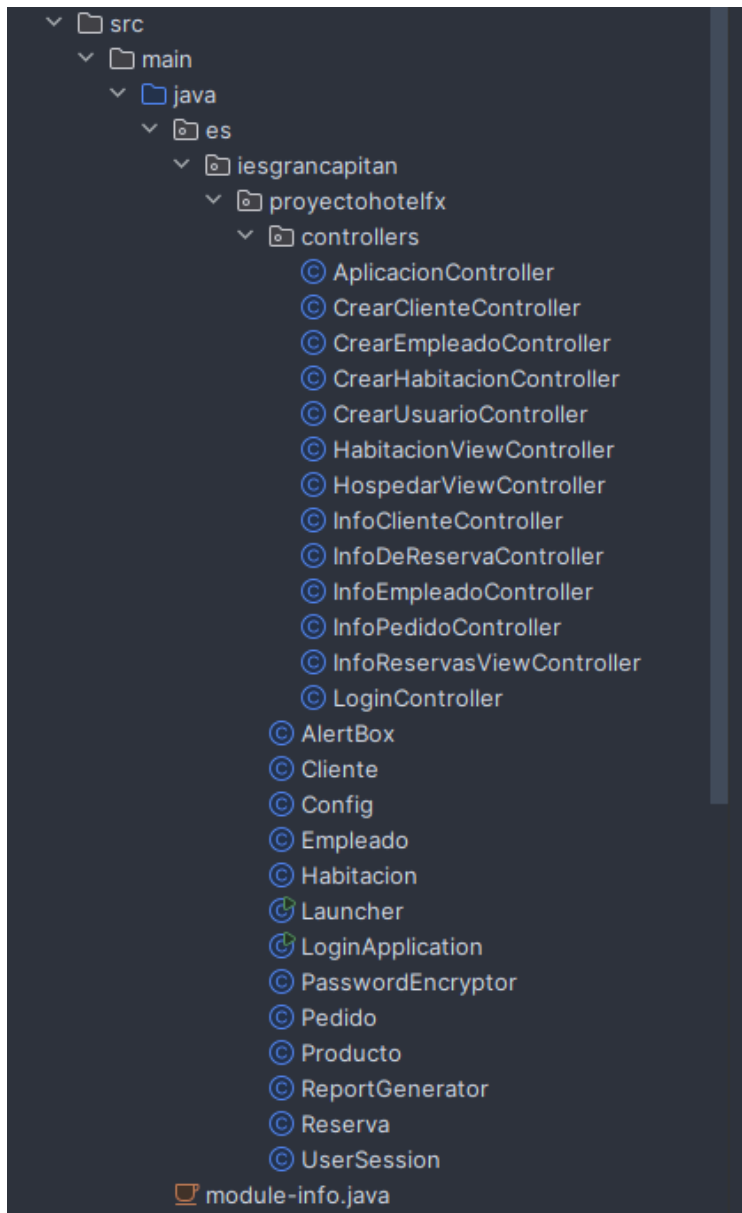 src
main
java
es
iesgrancapitan
proyectohotelfx
controllers
AplicacionController
CrearClienteController
CrearEmpleadoController
CrearHabitacionController
CrearUsuarioController
HabitacionViewController
HospedarViewController
InfoClienteController
InfoDeReservaController
InfoEmpleadoController
InfoPedidoController
InfoReservasViewController
LoginController
AlertBox
Cliente
Config
Empleado
Habitacion
Launcher
LoginApplication
PasswordEncryptor
Pedido
Producto
ReportGenerator
Reserva
UserSession
module-info.java